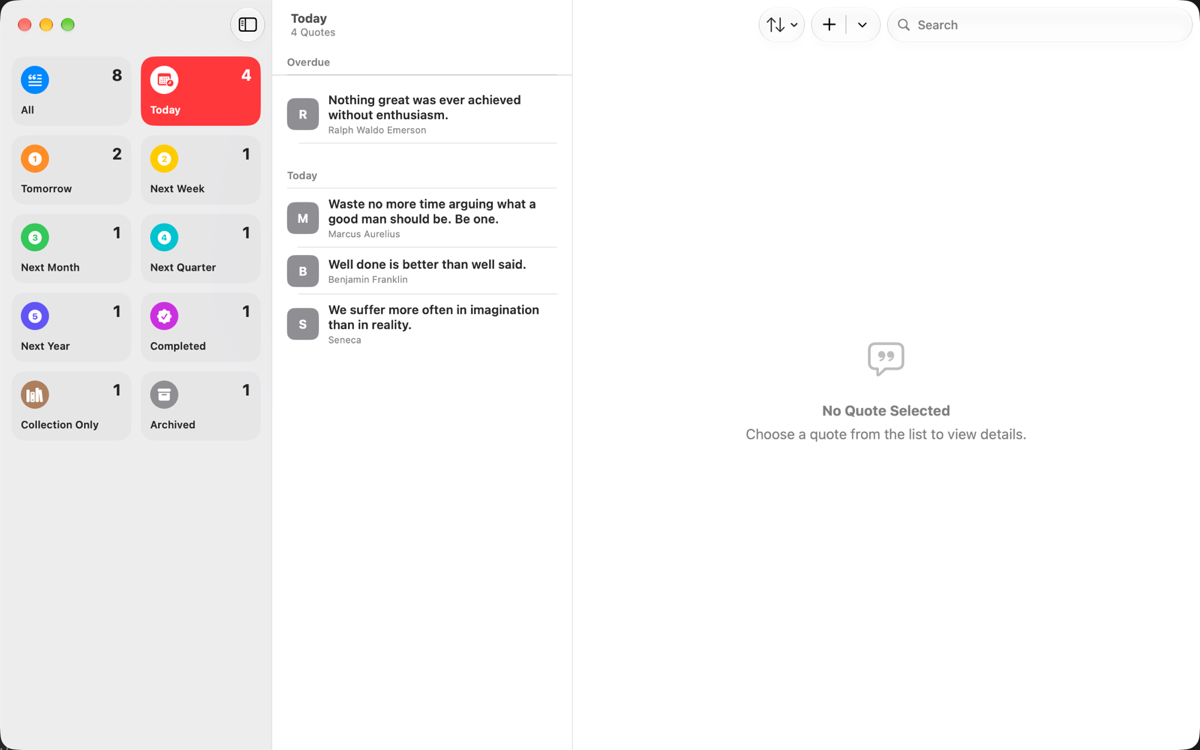 8
All
4
Today
2
Tomorrow
1
Next Week
1
Next Month
1
Next Quarter
1
Next Year
1
Completed
1
Collection Only
1
Archived
Today
4 Quotes
Overdue
R
Nothing great was ever achieved
without enthusiasm.
Ralph Waldo Emerson
Today
M
Waste no more time arguing what a
good man should be. Be one.
Marcus Aurelius
B
Well done is better than well said.
Benjamin Franklin
S
We suffer more often in imagination
than in reality.
Seneca
Search
No Quote Selected
Choose a quote from the list to view details.